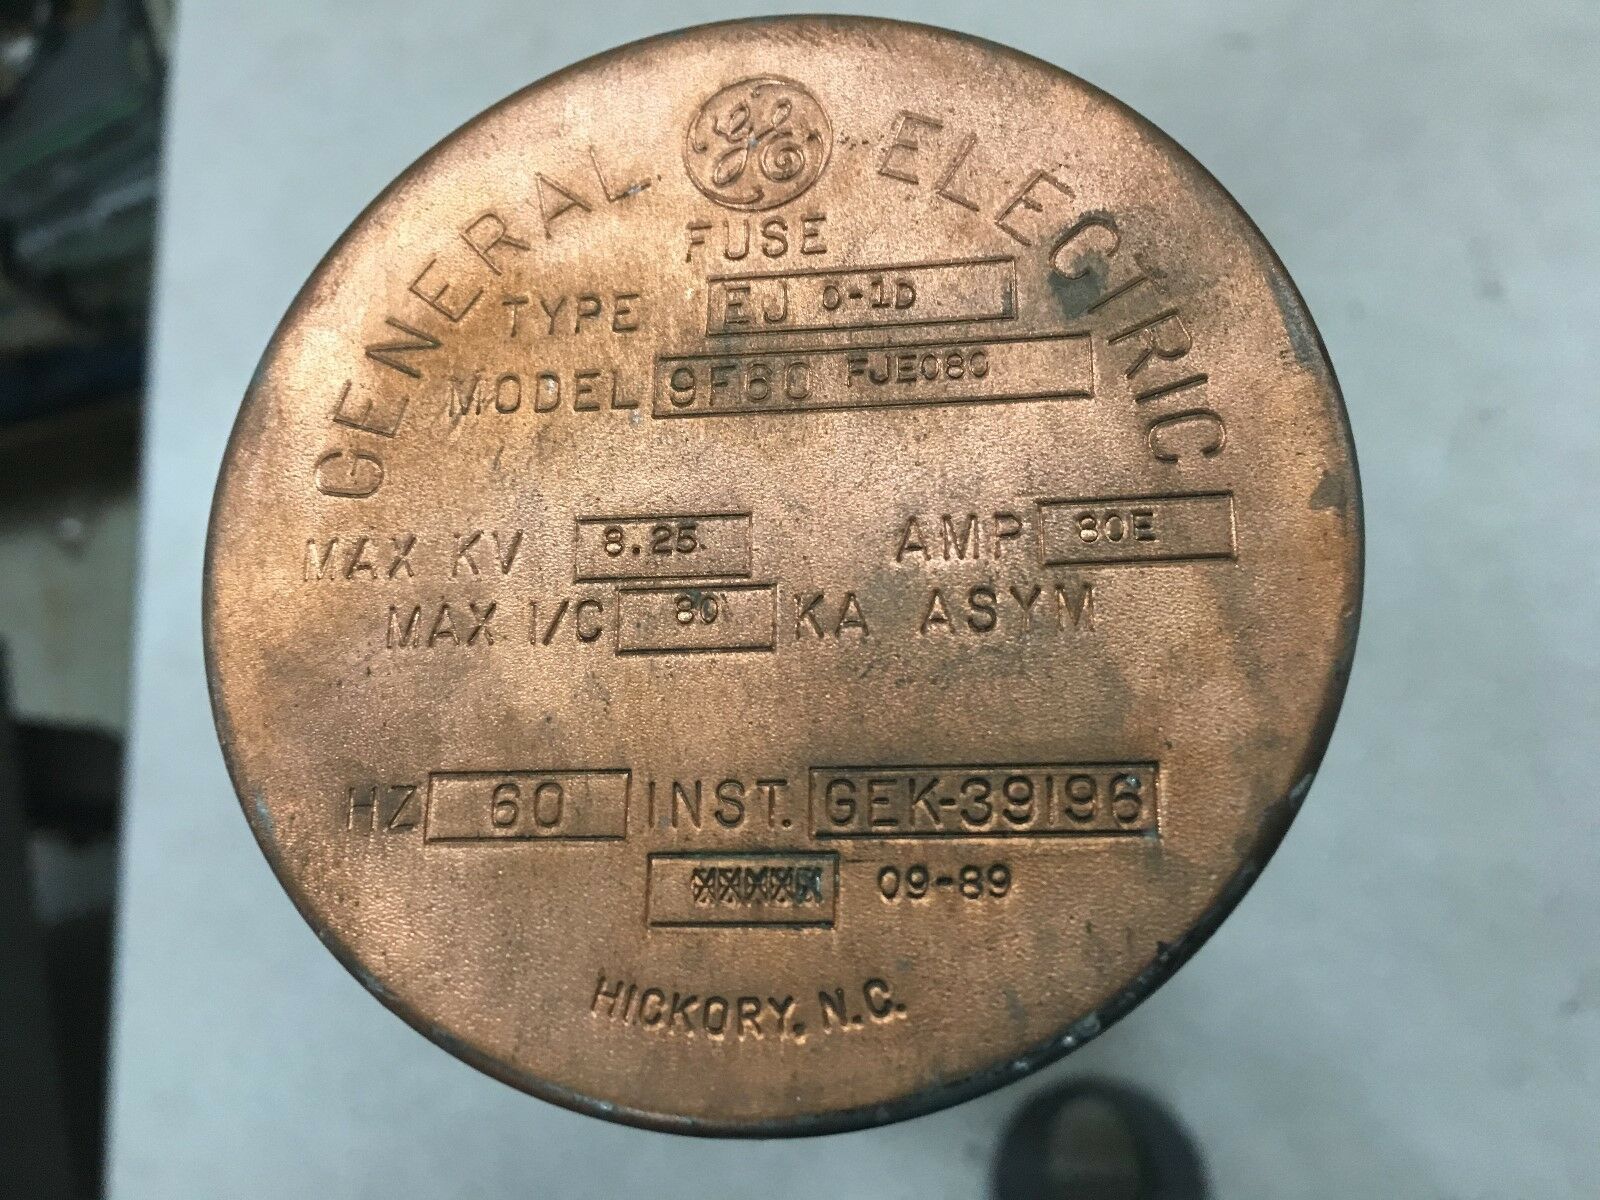 GENERAL GE ELECTRIC
FUSE
TYPE EJ O-1D
MODEL 9F60 FJE080
MAX KV 8.25 AMP 80E
MAX I/C 80 KA ASYM
HZ 60 INST. GEK-39196
09-89
HICKORY, N.C.